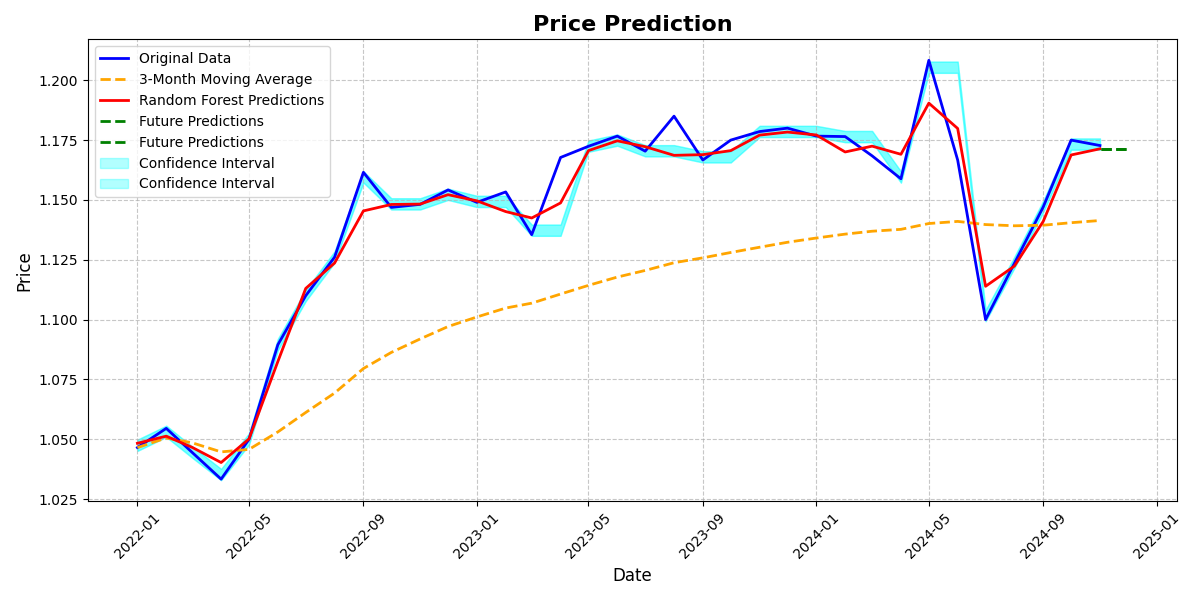 Price Prediction
Original Data
3-Month Moving Average
Random Forest Predictions
Future Predictions
Future Predictions
Confidence Interval
Confidence Interval
Price
1.200
1.175
1.150
1.125
1.100
1.075
1.050
1.025
2022-01
2022-05
2022-09
2023-01
2023-05
2023-09
2024-01
2024-05
2024-09
2025-01
Date